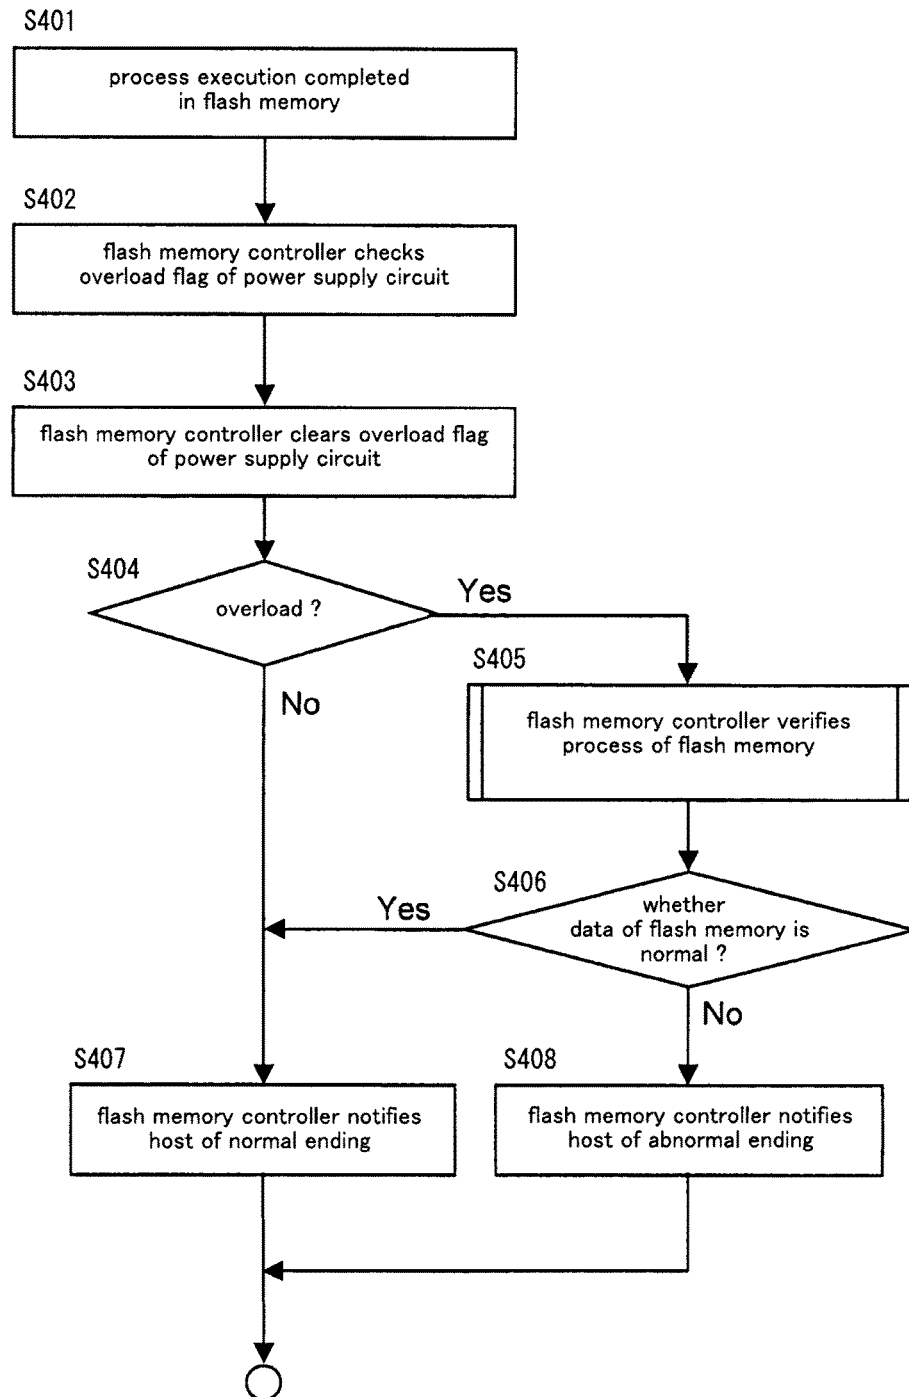 S401
process execution completed
in flash memory
S402
flash memory controller checks
overload flag of power supply circuit
S403
flash memory controller clears overload flag
of power supply circuit
S404
overload ?
Yes
No
S405
flash memory controller verifies
process of flash memory
S406
whether
data of flash memory is
normal ?
Yes
No
S407
flash memory controller notifies
host of normal ending
S408
flash memory controller notifies
host of abnormal ending